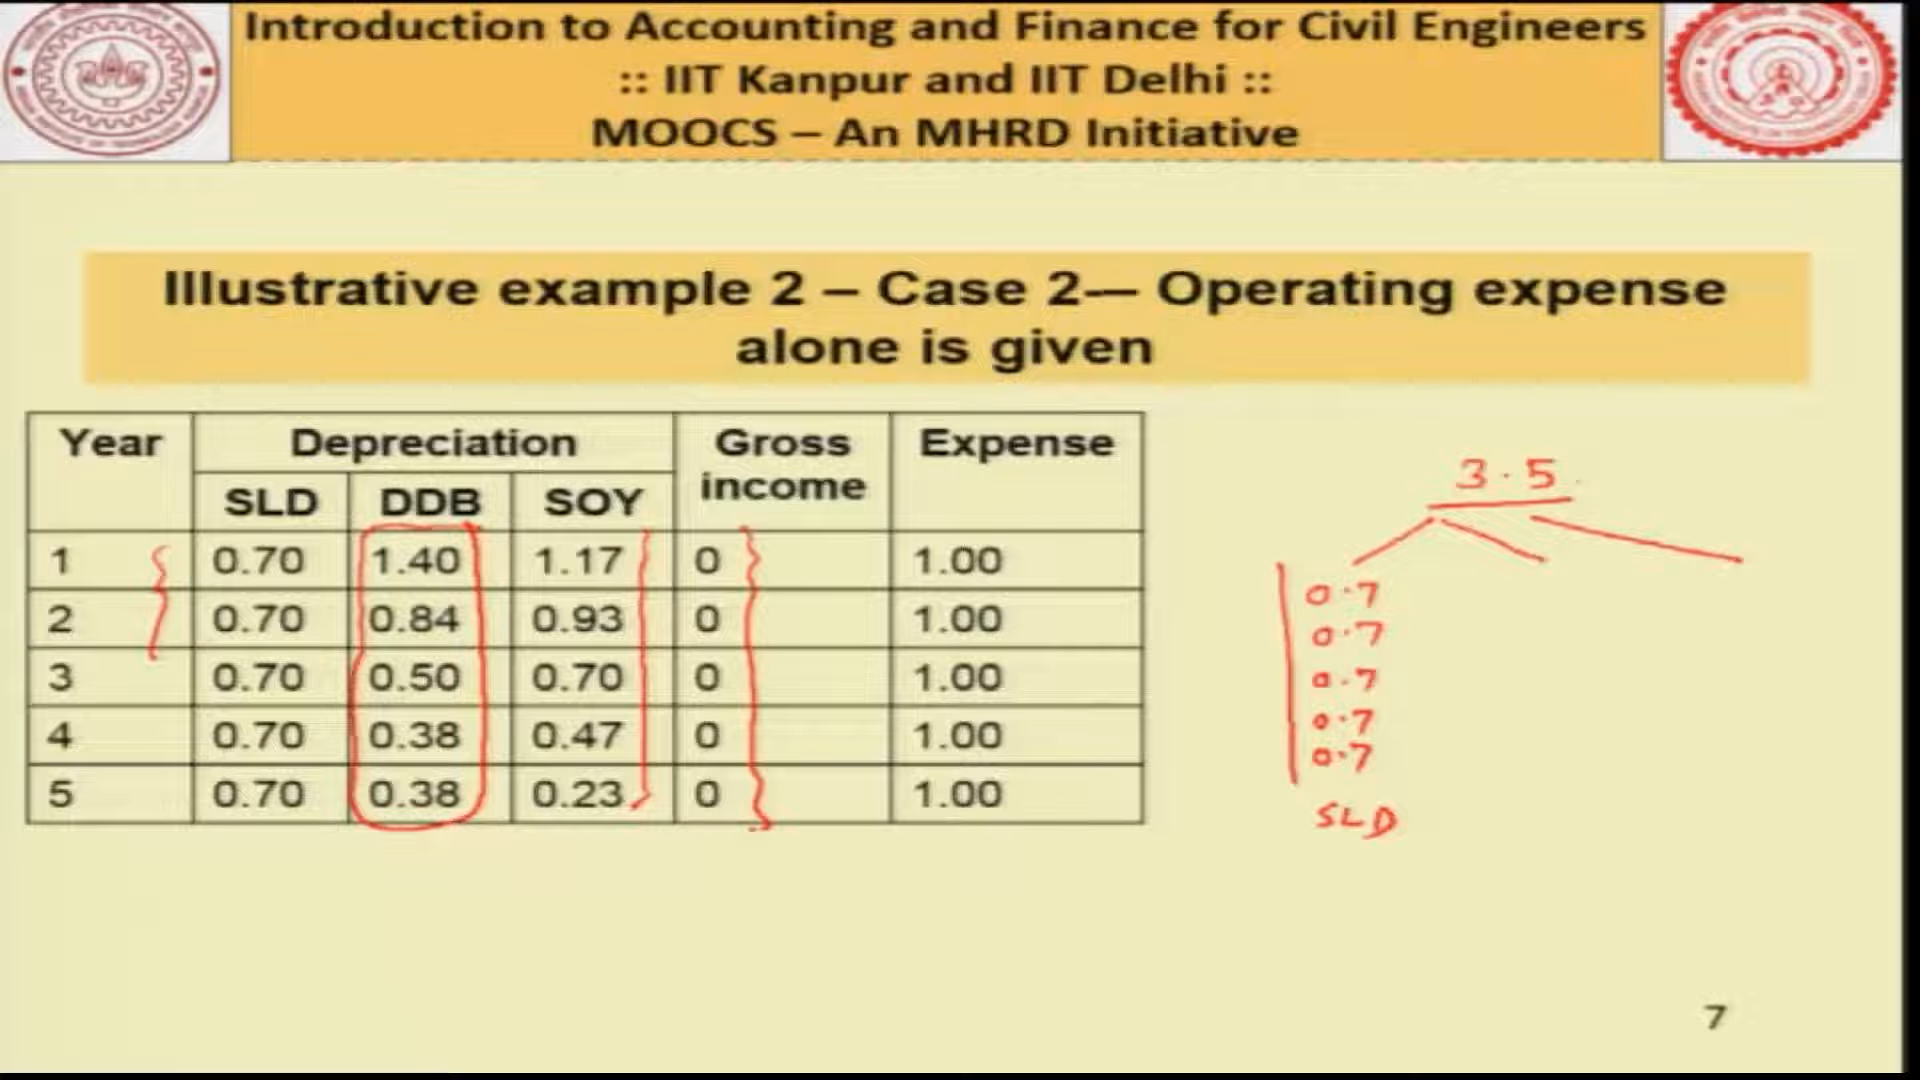 Introduction to Accounting and Finance for Civil Engineers
:: IIT Kanpur and IIT Delhi ::
MOOCS – An MHRD Initiative
Illustrative example 2 – Case 2-– Operating expense
alone is given
Year Depreciation Gross income Expense
SLD DDB SOY
1 0.70 1.40 1.17 0 1.00
2 0.70 0.84 0.93 0 1.00
3 0.70 0.50 0.70 0 1.00
4 0.70 0.38 0.47 0 1.00
5 0.70 0.38 0.23 0 1.00
3.5
0.7
0.7
0.7
0.7
0.7
SLD
7